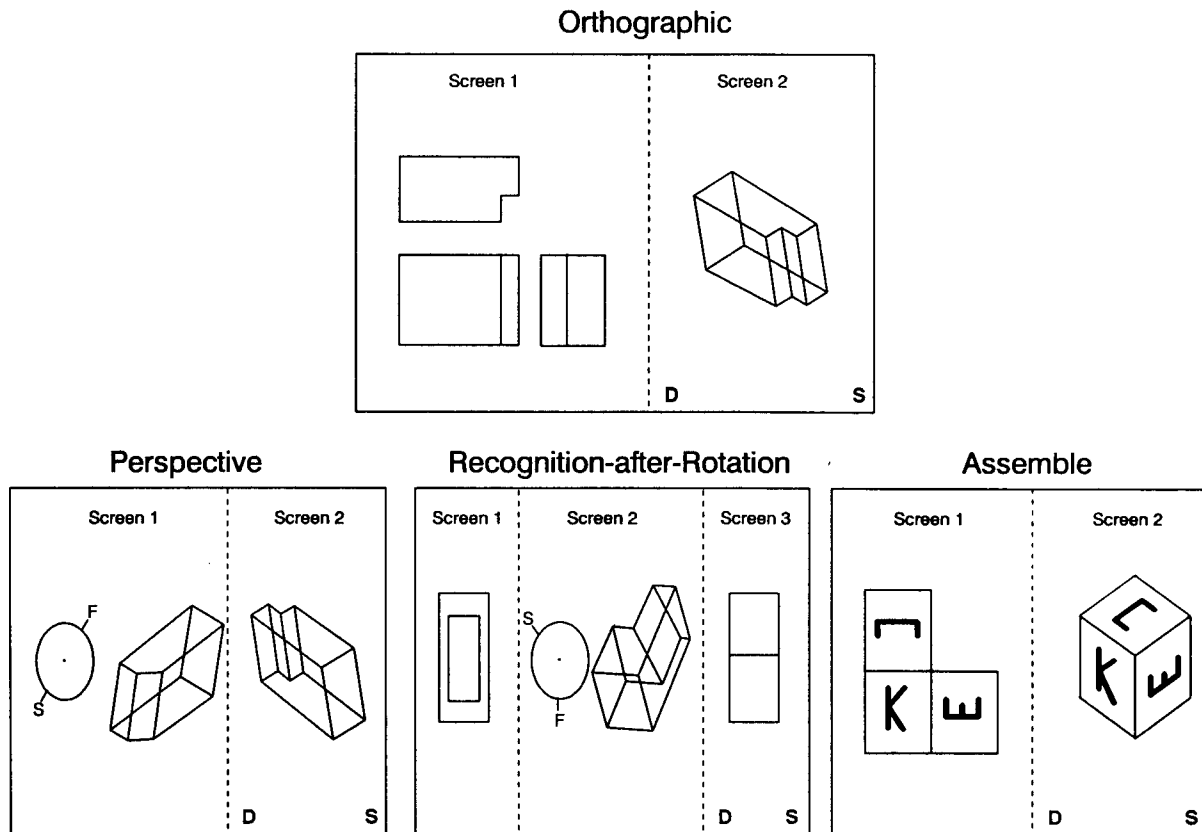 Orthographic
Screen 1
Screen 2
D
S
Perspective
Screen 1
Screen 2
F
S
D
S
Recognition-after-Rotation
Screen 1
Screen 2
Screen 3
S
F
D
S
Assemble
Screen 1
Screen 2
K
E
K
E
D
S